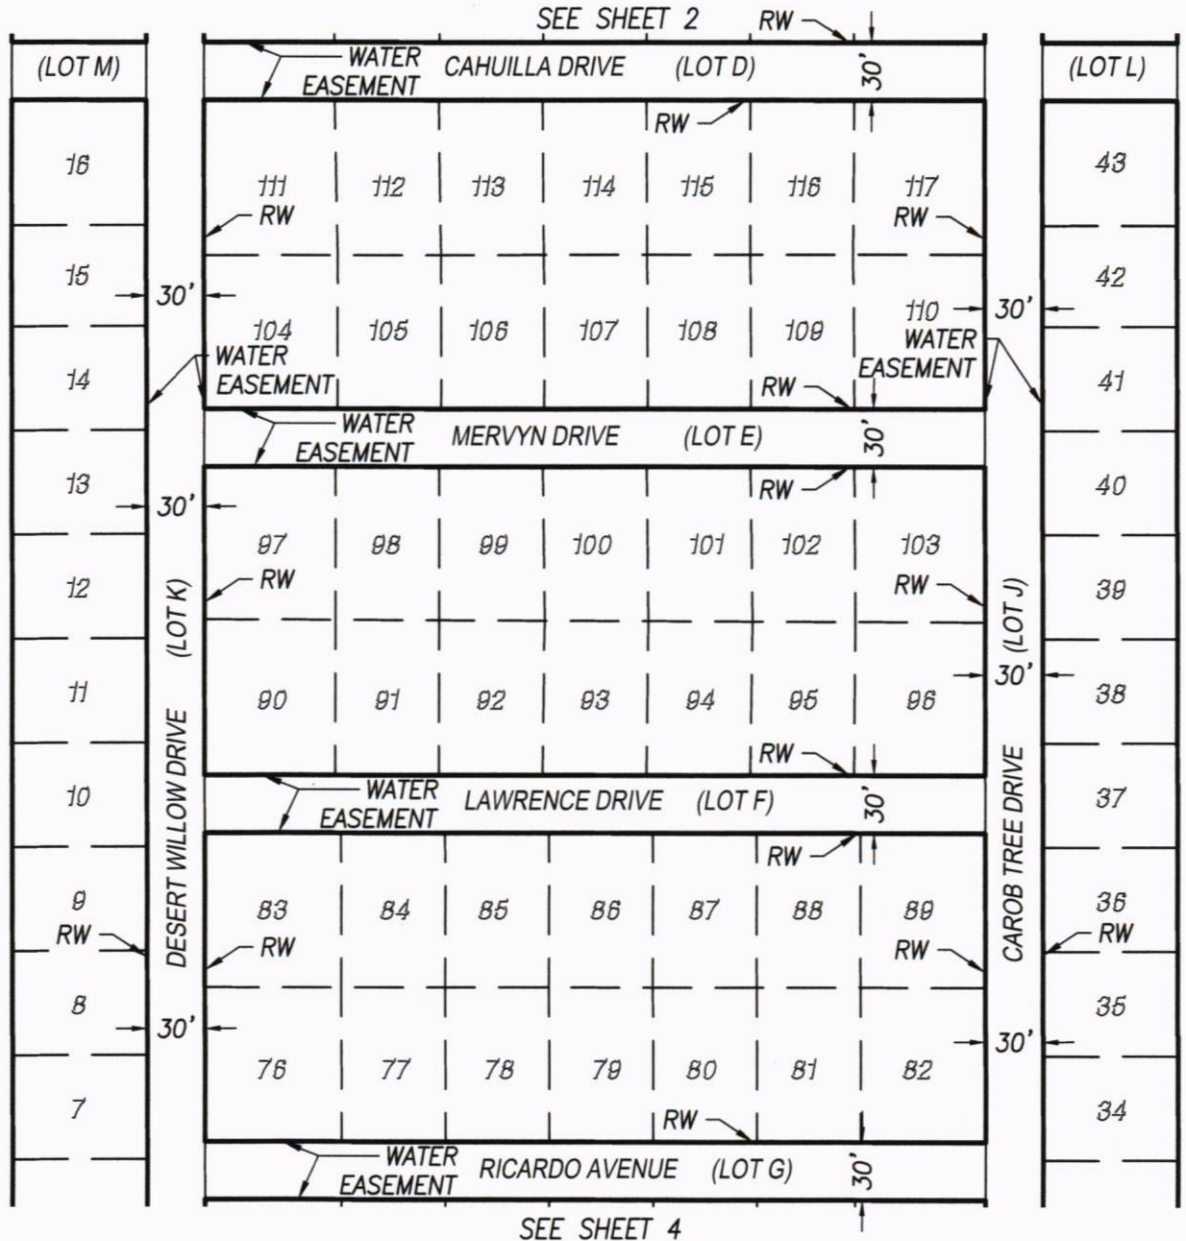 SEE SHEET 2
RW
(LOT M)
WATER
EASEMENT
CAHUILLA DRIVE (LOT D)
30'
(LOT L)
RW
16
111 112 113 114 115 116 117
43
RW
RW
15
30'
42
104 105 106 107 108 109 110
30'
WATER
EASEMENT
WATER
EASEMENT
14
RW
41
WATER
EASEMENT
MERVYN DRIVE (LOT E)
30'
13
30'
RW
40
97 98 99 100 101 102 103
RW
RW
12
39
DESERT WILLOW DRIVE (LOT K)
CAROB TREE DRIVE (LOT J)
30'
11
90 91 92 93 94 95 96
38
RW
10
WATER
EASEMENT
LAWRENCE DRIVE (LOT F)
30'
37
RW
9
83 84 85 86 87 88 89
36
RW
RW
RW
RW
8
30'
30'
35
76 77 78 79 80 81 82
7
34
RW
WATER
EASEMENT
RICARDO AVENUE (LOT G)
30'
SEE SHEET 4